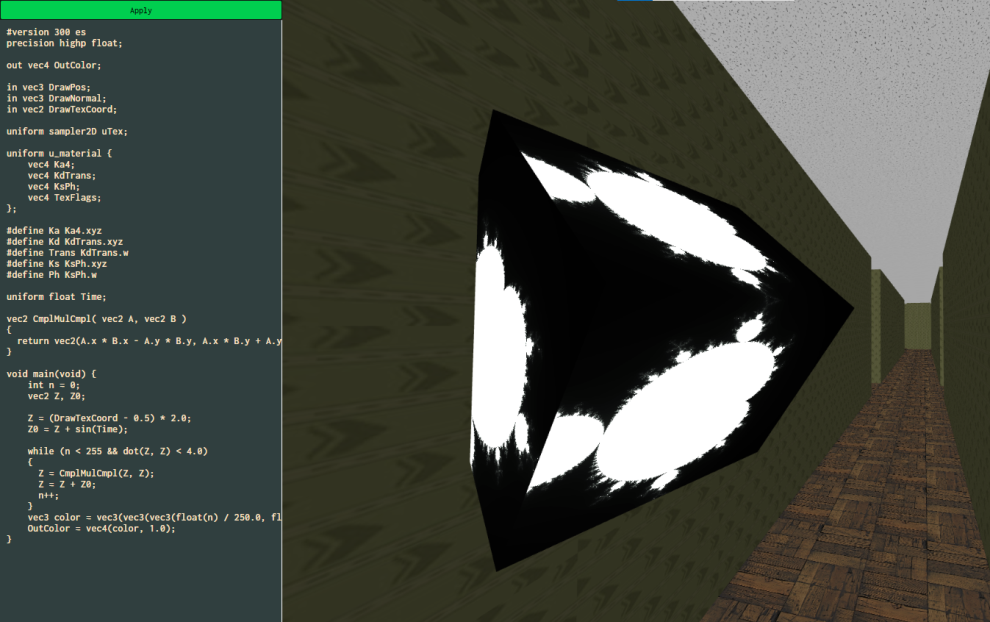 Apply
#version 300 es
precision highp float;
out vec4 OutColor;
in vec3 DrawPos;
in vec3 DrawNormal;
in vec2 DrawTexCoord;
uniform sampler2D uTex;
uniform u_material {
vec4 Ka4;
vec4 KdTrans;
vec4 KsPh;
vec4 TexFlags;
};
#define Ka Ka4.xyz
#define Kd KdTrans.xyz
#define Trans KdTrans.w
#define Ks KsPh.xyz
#define Ph KsPh.w
uniform float Time;
vec2 CmplMulCmpl( vec2 A, vec2 B )
{
return vec2(A.x * B.x - A.y * B.y, A.x * B.y + A.y
}
void main(void) {
int n = 0;
vec2 Z, Z0;
Z = (DrawTexCoord - 0.5) * 2.0;
Z0 = Z + sin(Time);
while (n < 255 && dot(Z, Z) < 4.0)
{
Z = CmplMulCmpl(Z, Z);
Z = Z + Z0;
n++;
}
vec3 color = vec3(vec3(vec3(float(n) / 250.0, fl
OutColor = vec4(color, 1.0);
}